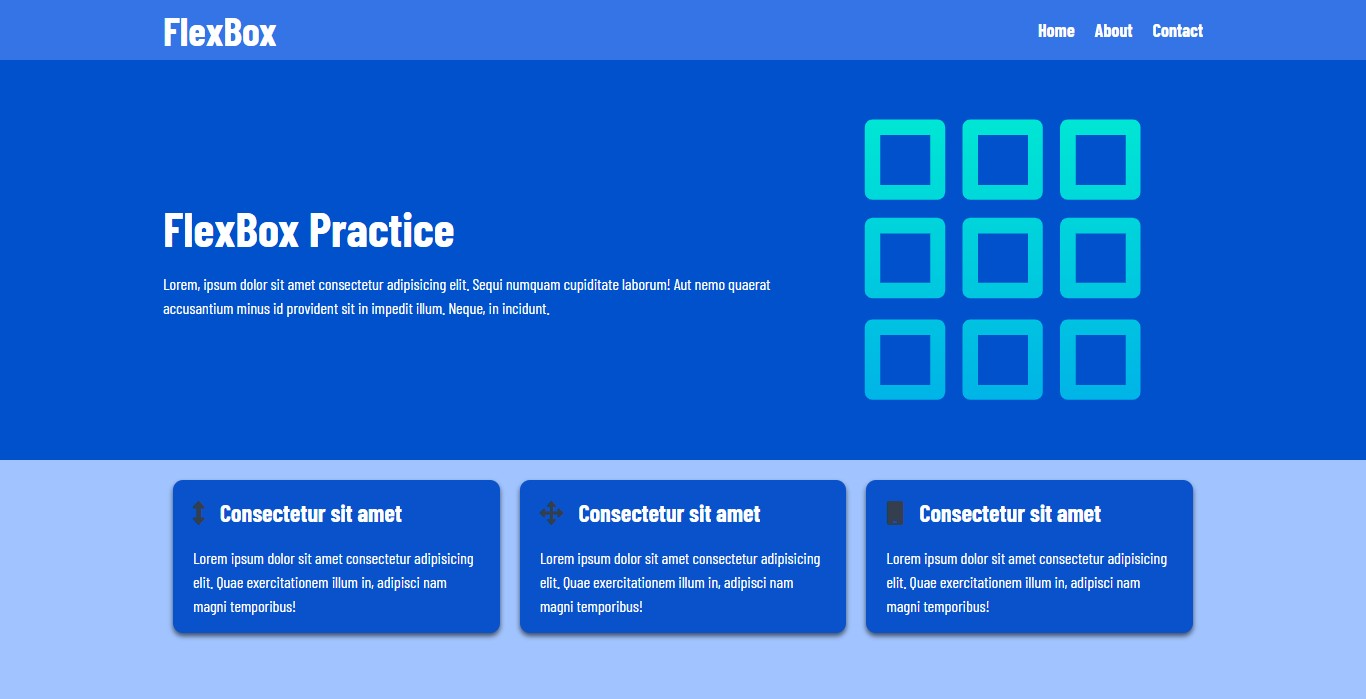 FlexBox
Home About Contact
FlexBox Practice
Lorem, ipsum dolor sit amet consectetur adipisicing elit. Sequi numquam cupiditate laborum! Aut nemo quaerat
accusantium minus id provident sit in impedit illum. Neque, in incidunt.
Consectetur sit amet
Lorem ipsum dolor sit amet consectetur adipisicing
elit. Quae exercitationem illum in, adipisci nam
magni temporibus!
Consectetur sit amet
Lorem ipsum dolor sit amet consectetur adipisicing
elit. Quae exercitationem illum in, adipisci nam
magni temporibus!
Consectetur sit amet
Lorem ipsum dolor sit amet consectetur adipisicing
elit. Quae exercitationem illum in, adipisci nam
magni temporibus!